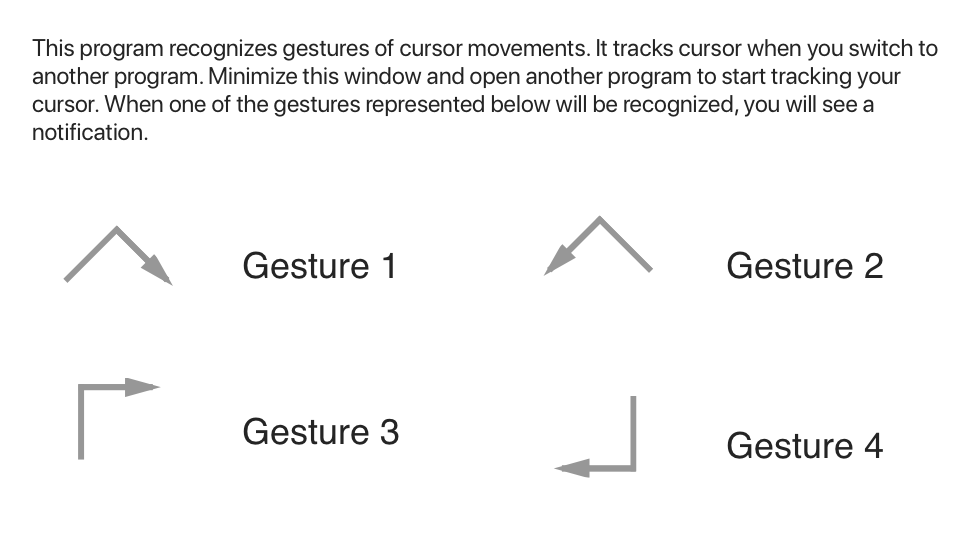 This program recognizes gestures of cursor movements. It tracks cursor when you switch to
another program. Minimize this window and open another program to start tracking your
cursor. When one of the gestures represented below will be recognized, you will see a
notification.
Gesture 1
Gesture 2
Gesture 3
Gesture 4